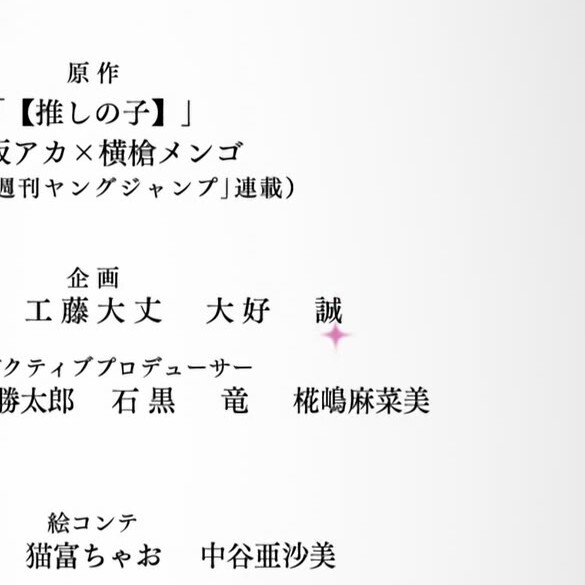 原作
「【推しの子】」
坂アカ×横槍メンゴ
週刊ヤングジャンプ」連載）
企画
工藤大丈 大好 誠
クティブプロデューサー
勝太郎 石黒 竜 椛嶋麻菜美
絵コンテ
猫富ちゃお 中谷亜沙美